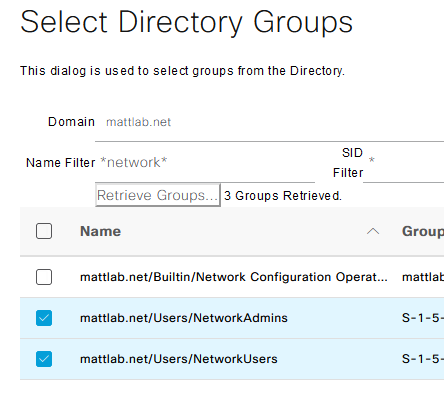 Select Directory Groups
This dialog is used to select groups from the Directory.
Domain mattlab.net
Name Filter *network* SID Filter *
Retrieve Groups... 3 Groups Retrieved.
Name Group
mattlab.net/Builtin/Network Configuration Operat... mattlab
mattlab.net/Users/NetworkAdmins S-1-5-
mattlab.net/Users/NetworkUsers S-1-5-